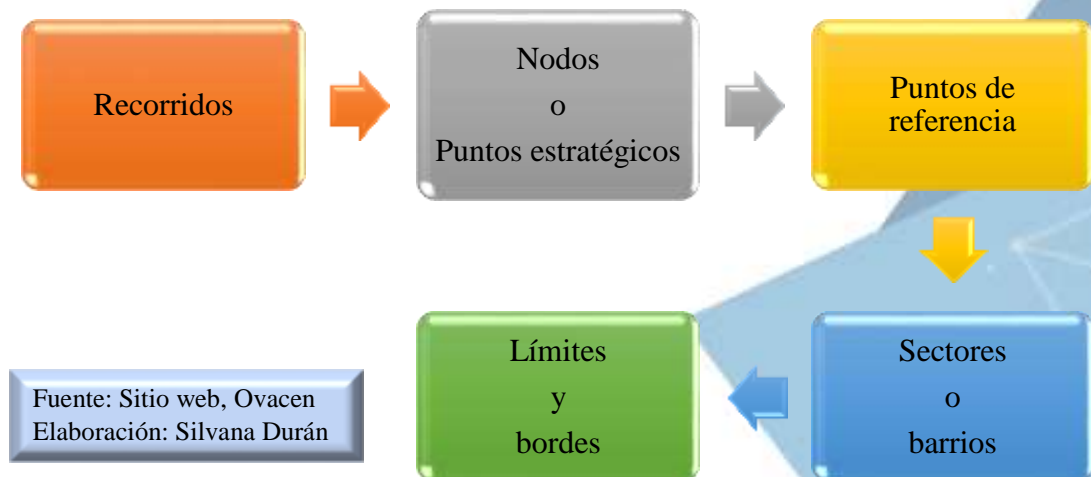 Recorridos
Nodos
o
Puntos estratégicos
Puntos de
referencia
Sectores
o
barrios
Límites
y
bordes
Fuente: Sitio web, Ovacen
Elaboración: Silvana Durán